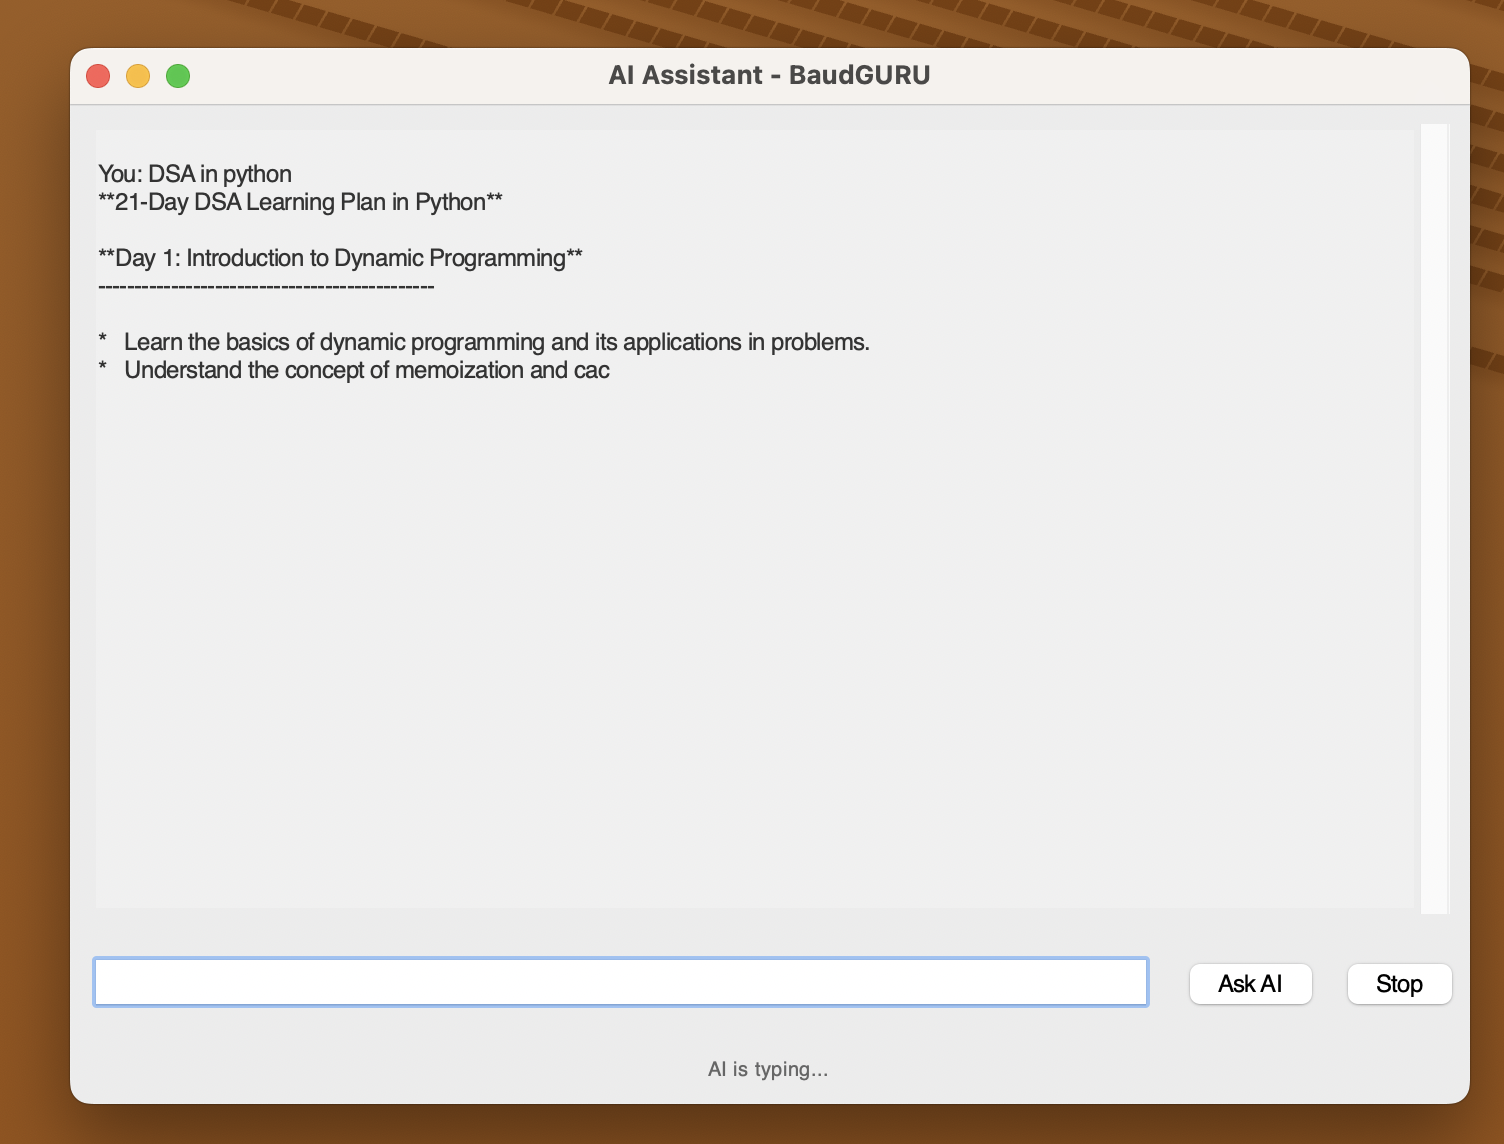 AI Assistant - BaudGURU
You: DSA in python
**21-Day DSA Learning Plan in Python**
**Day 1: Introduction to Dynamic Programming**
-----------------------------------------------
* Learn the basics of dynamic programming and its applications in problems.
* Understand the concept of memoization and cac
Ask AI
Stop
AI is typing...